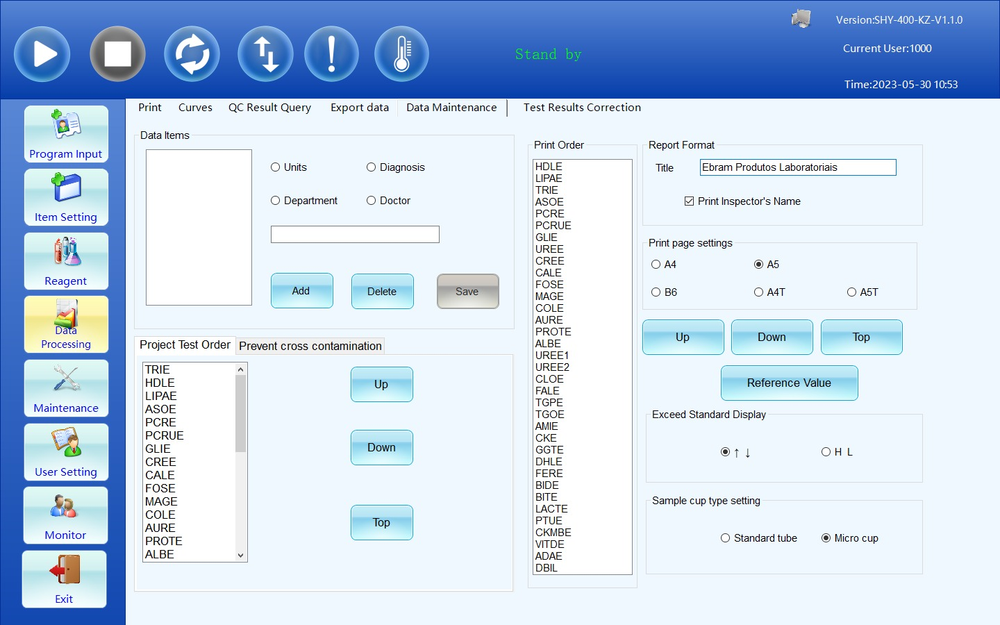 Version:SHY-400-KZ-V1.1.0
Current User:1000
Stand by
Time:2023-05-30 10:53
Program Input
Item Setting
Reagent
Data
Processing
Maintenance
User Setting
Monitor
Exit
Print
Curves
QC Result Query
Export data
Data Maintenance
Test Results Correction
Data Items
Units
Diagnosis
Department
Doctor
Add
Delete
Save
Project Test Order
Prevent cross contamination
TRIE
HDLE
LIPAE
ASOE
PCRE
PCRUE
GLIE
CREE
CALE
FOSE
MAGE
COLE
AURE
PROTE
ALBE
Up
Down
Top
Print Order
HDLE
LIPAE
TRIE
ASOE
PCRE
PCRUE
GLIE
UREE
CREE
CALE
FOSE
MAGE
COLE
AURE
PROTE
ALBE
UREE1
UREE2
CLOE
FALE
TGPE
TGOE
AMIE
CKE
GGTE
DHLE
FERE
BIDE
BITE
LACTE
PTUE
CKMBE
VITDE
ADAE
DBIL
Report Format
Title
Ebram Produtos Laboratoriais
Print Inspector's Name
Print page settings
A4
A5
B6
A4T
A5T
Up
Down
Top
Reference Value
Exceed Standard Display
↑ ↓
H L
Sample cup type setting
Standard tube
Micro cup